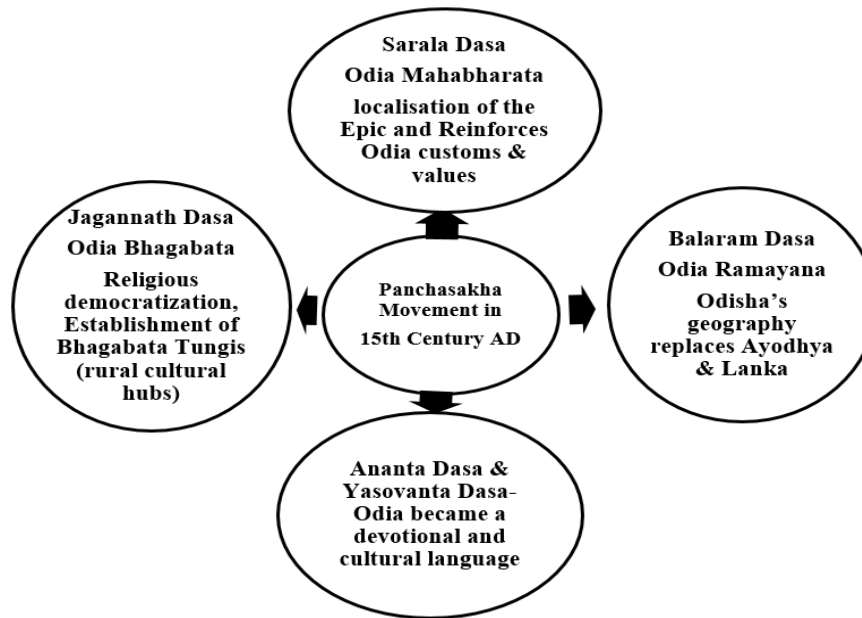 Sarala Dasa
Odia Mahabharata
localisation of the
Epic and Reinforces
Odia customs &
values
Jagannath Dasa
Odia Bhagabata
Religious
democratization,
Establishment of
Bhagabata Tungis
(rural cultural
hubs)
Panchasakha
Movement in
15th Century AD
Balaram Dasa
Odia Ramayana
Odisha’s
geography
replaces Ayodhya
& Lanka
Ananta Dasa &
Yasovanta Dasa-
Odia became a
devotional and
cultural language